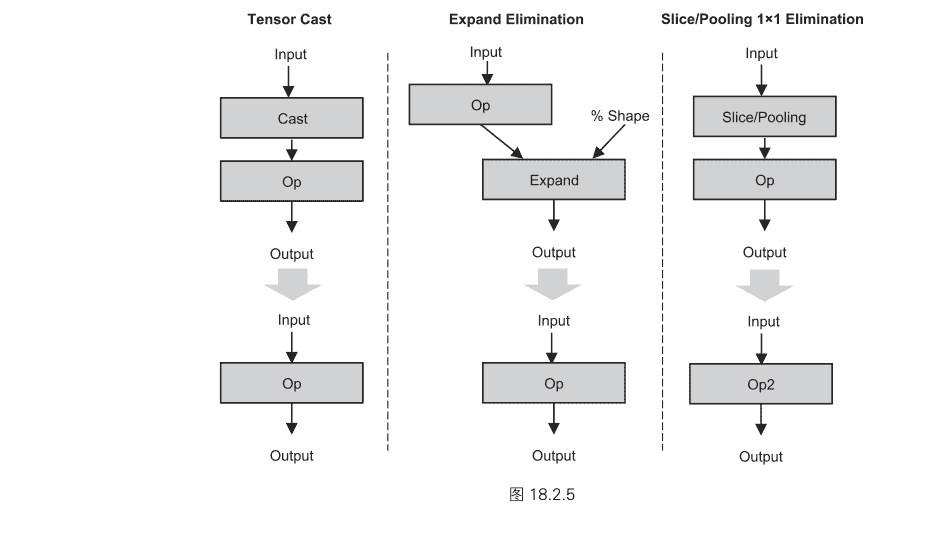 Tensor Cast
Input
Cast
Op
Output
Input
Op
Output
Expand Elimination
Input
Op
% Shape
Expand
Output
Input
Op
Output
Slice/Pooling 1×1 Elimination
Input
Slice/Pooling
Op
Output
Input
Op2
Output
图 18.2.5